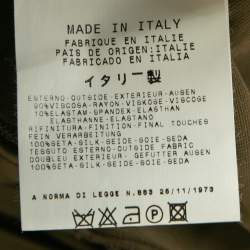 MADE IN ITALY
FABRIQUE EN ITALIE
PAIS DE ORIGEN:ITALIE
FABRICADO EN ITALIA
イタリー製
ESTERNO-OUTSIDE-EXTERIEUR-AUSEN
90%VISCOSA-RAYON-VISCOSE-VISCOSE
10%ELASTAM-SPANDEX-ELASTHANNE
ELASTHANNE-ELASTANO
RIFINITURA-FINITION-FINAL TOUCHES
FEIN VERARBEITUNG
100%SETA-SILK-SEIDE-SOIE-SEDA
TESSUTO ESTERNO-OUTSIDE FABRIC
DOUBLEU EXTERIEUR. GEFUTTER AUSEN
100%SETA-SILK-SEIDE-SOIE-SEDA
A NORMA DI LEGGE N.883 26/11/1973
P